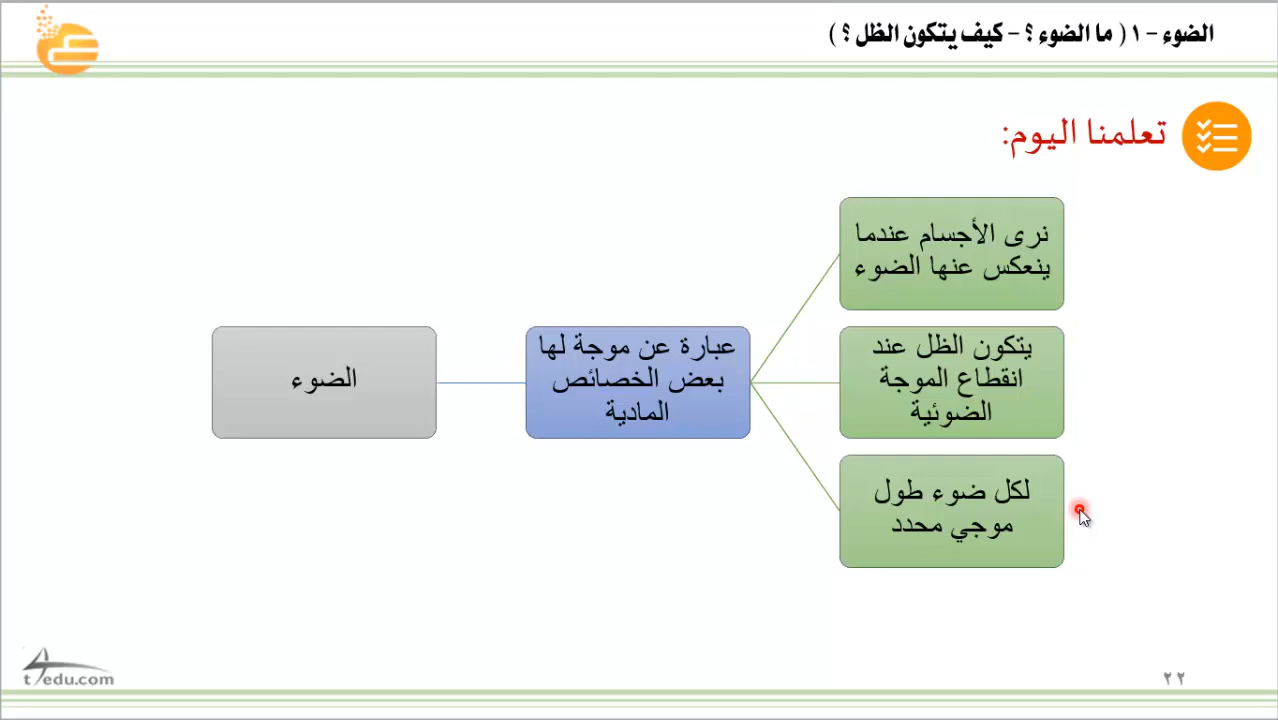 الضوء - ١ ( ما الضوء ؟ - كيف يتكون الظل ؟ )
تعلمنا اليوم:
نرى الأجسام عندما
ينعكس عنها الضوء
يتكون الظل عند
انقطاع الموجة
الضوئية
لكل ضوء طول
موجي محدد
عبارة عن موجة لها
بعض الخصائص
المادية
الضوء
t4edu.com
٢٢